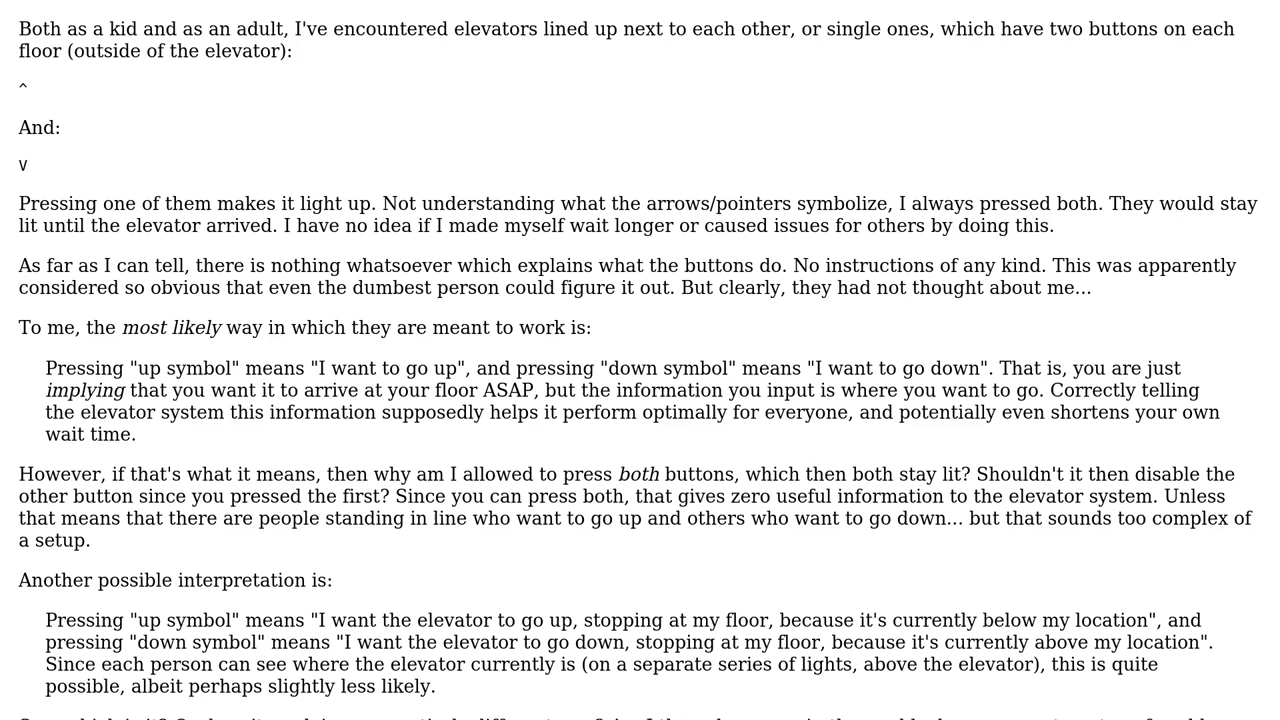 Both as a kid and as an adult, I've encountered elevators lined up next to each other, or single ones, which have two buttons on each
floor (outside of the elevator):
^
And:
v
Pressing one of them makes it light up. Not understanding what the arrows/pointers symbolize, I always pressed both. They would stay
lit until the elevator arrived. I have no idea if I made myself wait longer or caused issues for others by doing this.
As far as I can tell, there is nothing whatsoever which explains what the buttons do. No instructions of any kind. This was apparently
considered so obvious that even the dumbest person could figure it out. But clearly, they had not thought about me...
To me, the most likely way in which they are meant to work is:
Pressing "up symbol" means "I want to go up", and pressing "down symbol" means "I want to go down". That is, you are just
implying that you want it to arrive at your floor ASAP, but the information you input is where you want to go. Correctly telling
the elevator system this information supposedly helps it perform optimally for everyone, and potentially even shortens your own
wait time.
However, if that's what it means, then why am I allowed to press both buttons, which then both stay lit? Shouldn't it then disable the
other button since you pressed the first? Since you can press both, that gives zero useful information to the elevator system. Unless
that means that there are people standing in line who want to go up and others who want to go down... but that sounds too complex of
a setup.
Another possible interpretation is:
Pressing "up symbol" means "I want the elevator to go up, stopping at my floor, because it's currently below my location", and
pressing "down symbol" means "I want the elevator to go down, stopping at my floor, because it's currently above my location".
Since each person can see where the elevator currently is (on a separate series of lights, above the elevator), this is quite
possible, albeit perhaps slightly less likely.